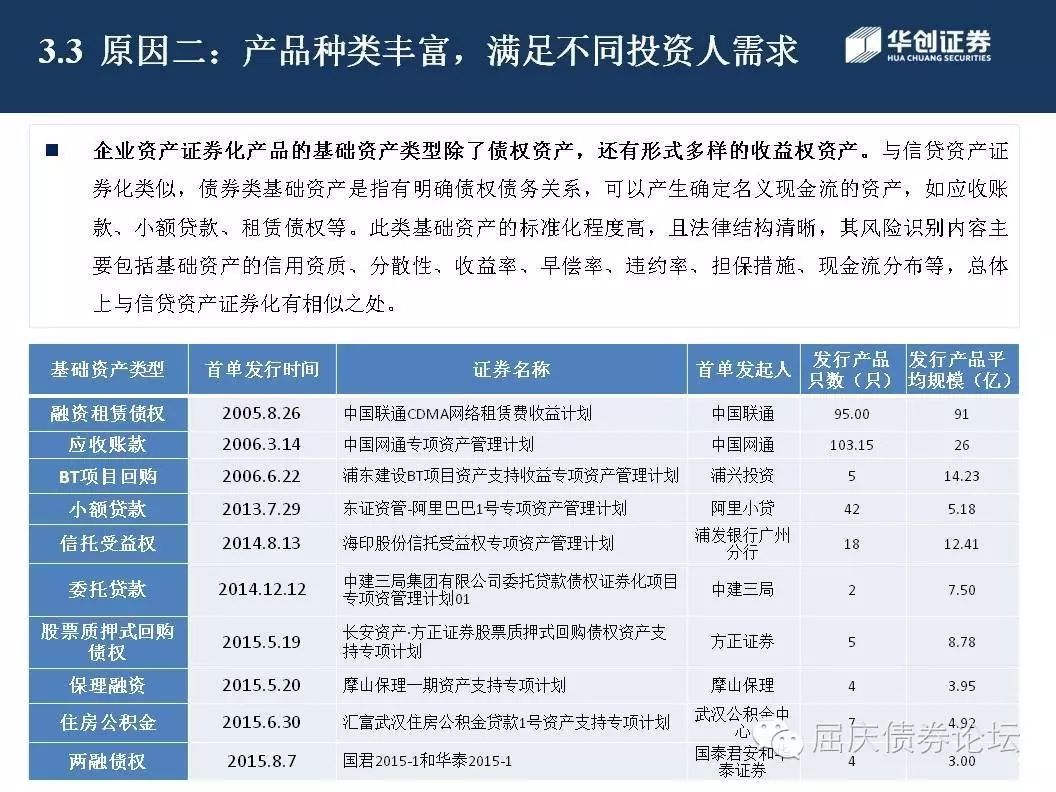 3.3 原因二：产品种类丰富，满足不同投资人需求
华创证券
HUA CHUANG SECURITIES
■ 企业资产证券化产品的基础资产类型除了债权资产，还有形式多样的收益权资产。与信贷资产证
券化类似，债券类基础资产是指有明确债权债务关系，可以产生确定名义现金流的资产，如应收账
款、小额贷款、租赁债权等。此类基础资产的标准化程度高，且法律结构清晰，其风险识别内容主
要包括基础资产的信用资质、分散性、收益率、早偿率、违约率、担保措施、现金流分布等，总体
上与信贷资产证券化有相似之处。
基础资产类型 首单发行时间 证券名称 首单发起人 发行产品只数（只） 发行产品平均规模（亿）
融资租赁债权 2005.8.26 中国联通CDMA网络租赁费收益计划 中国联通 95.00 91
应收账款 2006.3.14 中国网通专项资产管理计划 中国网通 103.15 26
BT项目回购 2006.6.22 浦东建设BT项目资产支持收益专项资产管理计划 浦兴投资 5 14.23
小额贷款 2013.7.29 东证资管-阿里巴巴1号专项资产管理计划 阿里小贷 42 5.18
信托受益权 2014.8.13 海印股份信托受益权专项资产管理计划 浦发银行广州分行 18 12.41
委托贷款 2014.12.12 中建三局集团有限公司委托贷款债权证券化项目专项资管理计划01 中建三局 2 7.50
股票质押式回购债权 2015.5.19 长安资产·方正证券股票质押式回购债权资产支持专项计划 方正证券 5 8.78
保理融资 2015.5.20 摩山保理一期资产支持专项计划 摩山保理 4 3.95
住房公积金 2015.6.30 汇富武汉住房公积金贷款1号资产支持专项计划 武汉公积金中心 7 4.92
两融债权 2015.8.7 国君2015-1和华泰2015-1 国泰君安和华泰证券 4 3.00
屈庆债券论坛